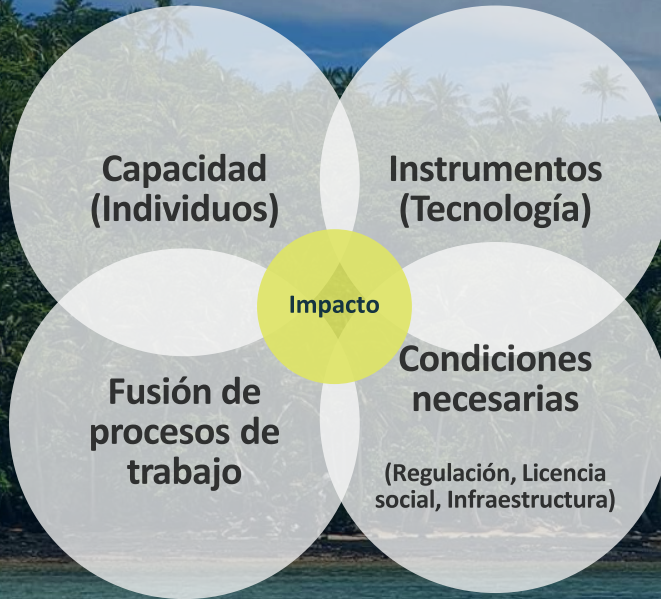 Capacidad
(Individuos)
Instrumentos
(Tecnología)
Impacto
Fusión de
procesos de
trabajo
Condiciones
necesarias
(Regulación, Licencia
social, Infraestructura)